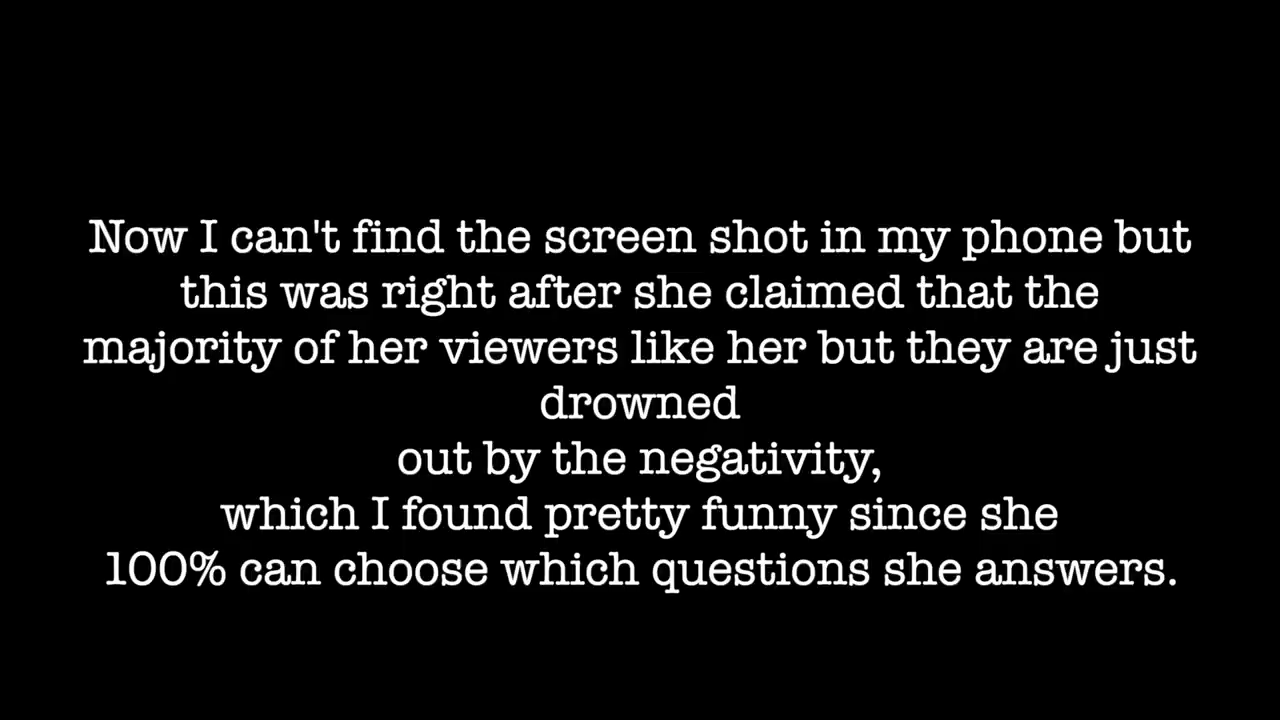 Now I can't find the screen shot in my phone but
this was right after she claimed that the
majority of her viewers like her but they are just
drowned
out by the negativity,
which I found pretty funny since she
100% can choose which questions she answers.